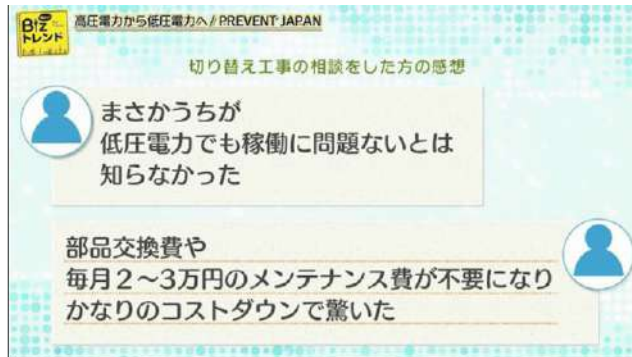 Biz
トレンド
高圧電力から低圧電力へ / PREVENT JAPAN
切り替え工事の相談をした方の感想
まさかうちが
低圧電力でも稼働に問題ないとは
知らなかった
部品交換費や
毎月２〜３万円のメンテナンス費が不要になり
かなりのコストダウンで驚いた